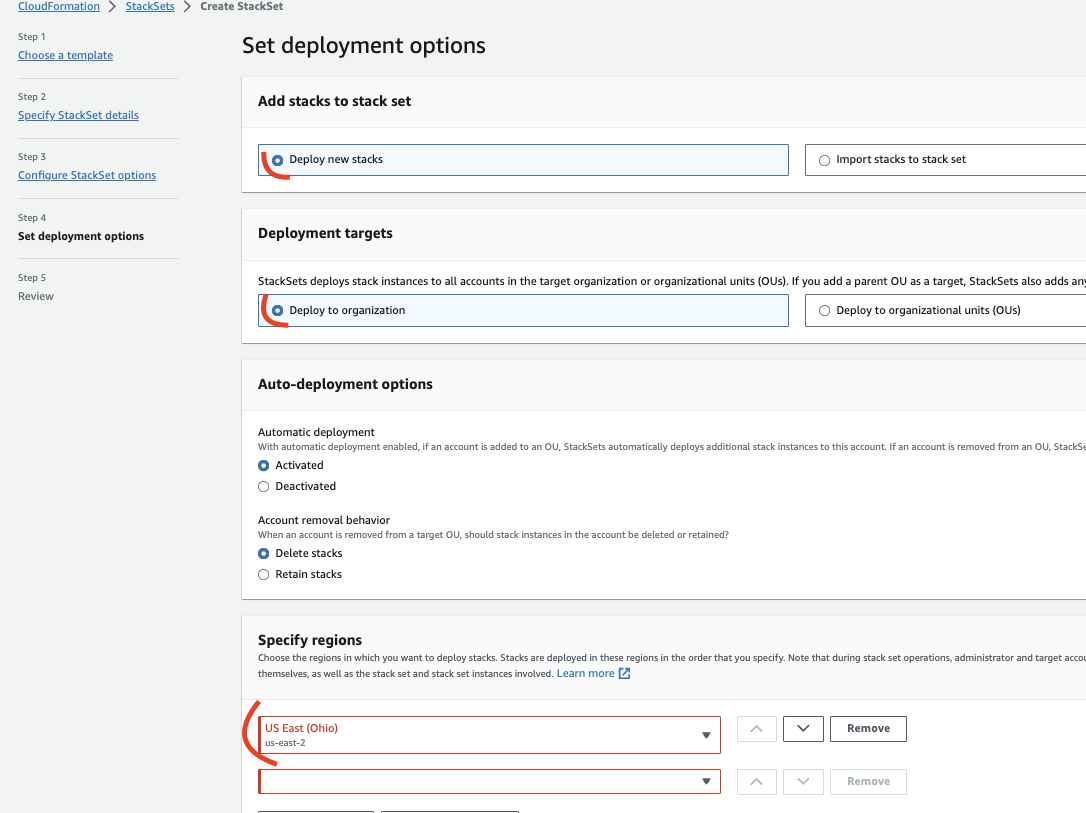 CloudFormation > StackSets > Create StackSet
Step 1
Choose a template
Step 2
Specify StackSet details
Step 3
Configure StackSet options
Step 4
Set deployment options
Step 5
Review
Set deployment options
Add stacks to stack set
Deploy new stacks
Import stacks to stack set
Deployment targets
StackSets deploys stack instances to all accounts in the target organization or organizational units (OUs). If you add a parent OU as a target, StackSets also adds any
Deploy to organization
Deploy to organizational units (OUs)
Auto-deployment options
Automatic deployment
With automatic deployment enabled, if an account is added to an OU, StackSets automatically deploys additional stack instances to this account. If an account is removed from an OU, StackSe
Activated
Deactivated
Account removal behavior
When an account is removed from a target OU, should stack instances in the account be deleted or retained?
Delete stacks
Retain stacks
Specify regions
Choose the regions in which you want to deploy stacks. Stacks are deployed in these regions in the order that you specify. Note that during stack set operations, administrator and target accou
themselves, as well as the stack set and stack set instances involved. Learn more
US East (Ohio)
us-east-2
Remove
Remove